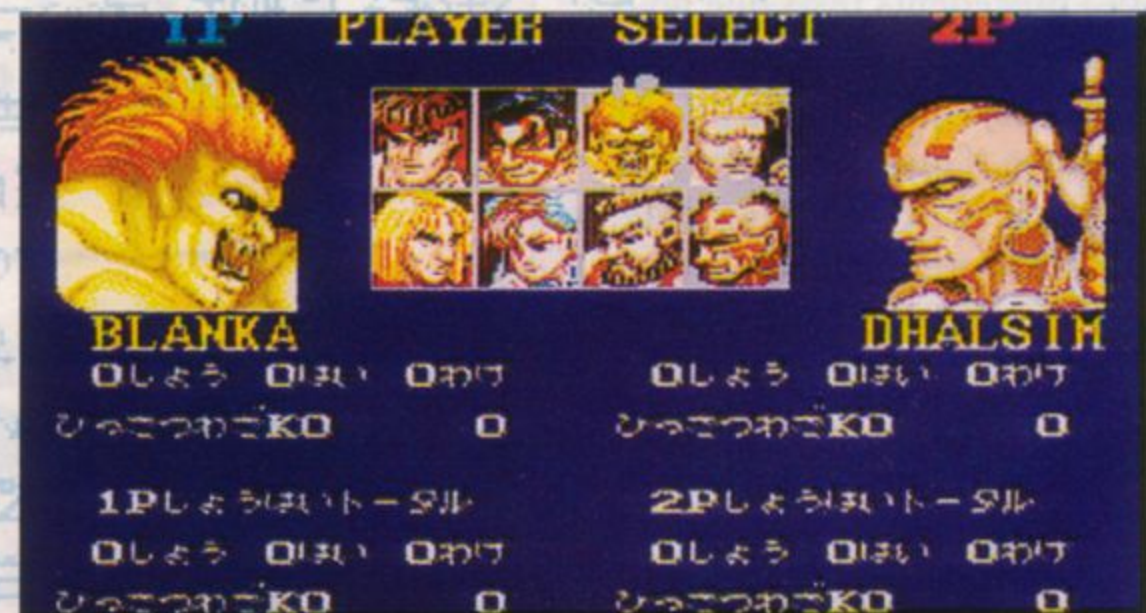 1P PLAYER SELECT 2P
1P
BLANKA DHALSIM
0しょう 0はい 0わけ 0しょう 0はい 0わけ
ひっさつわざKO 0 ひっさつわざKO 0
1Pしょうはいトータル 2Pしょうはいトータル
0しょう 0はい 0わけ 0しょう 0はい 0わけ
ひっさつわざKO 0 ひっさつわざKO 0